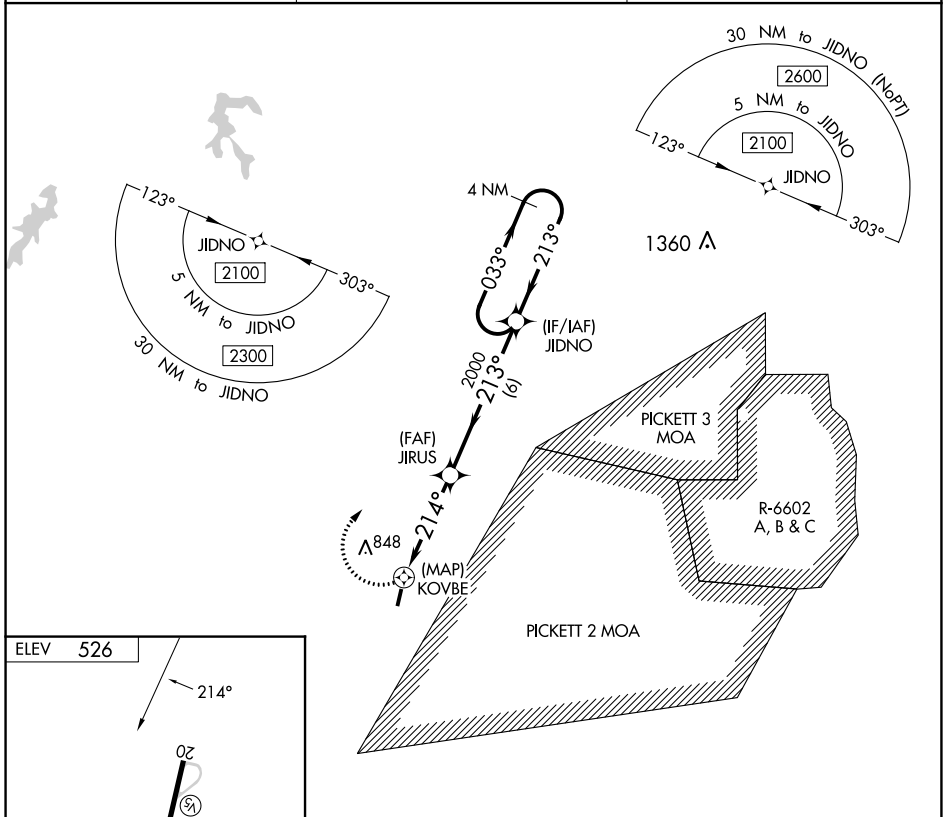 30 NM to JIDNO (NoPT)
2600
5 NM to JIDNO
2100
123°
JIDNO
303°
123°
JIDNO
2100
303°
5 NM to JIDNO
2300
30 NM to JIDNO
4 NM
033°
213°
1360
(IF/IAF)
JIDNO
2000
213°
(6)
PICKETT 3
MOA
(FAF)
JIRUS
R-6602
A, B & C
214°
848
(MAP)
KOVBE
PICKETT 2 MOA
ELEV 526
214°
20
V5